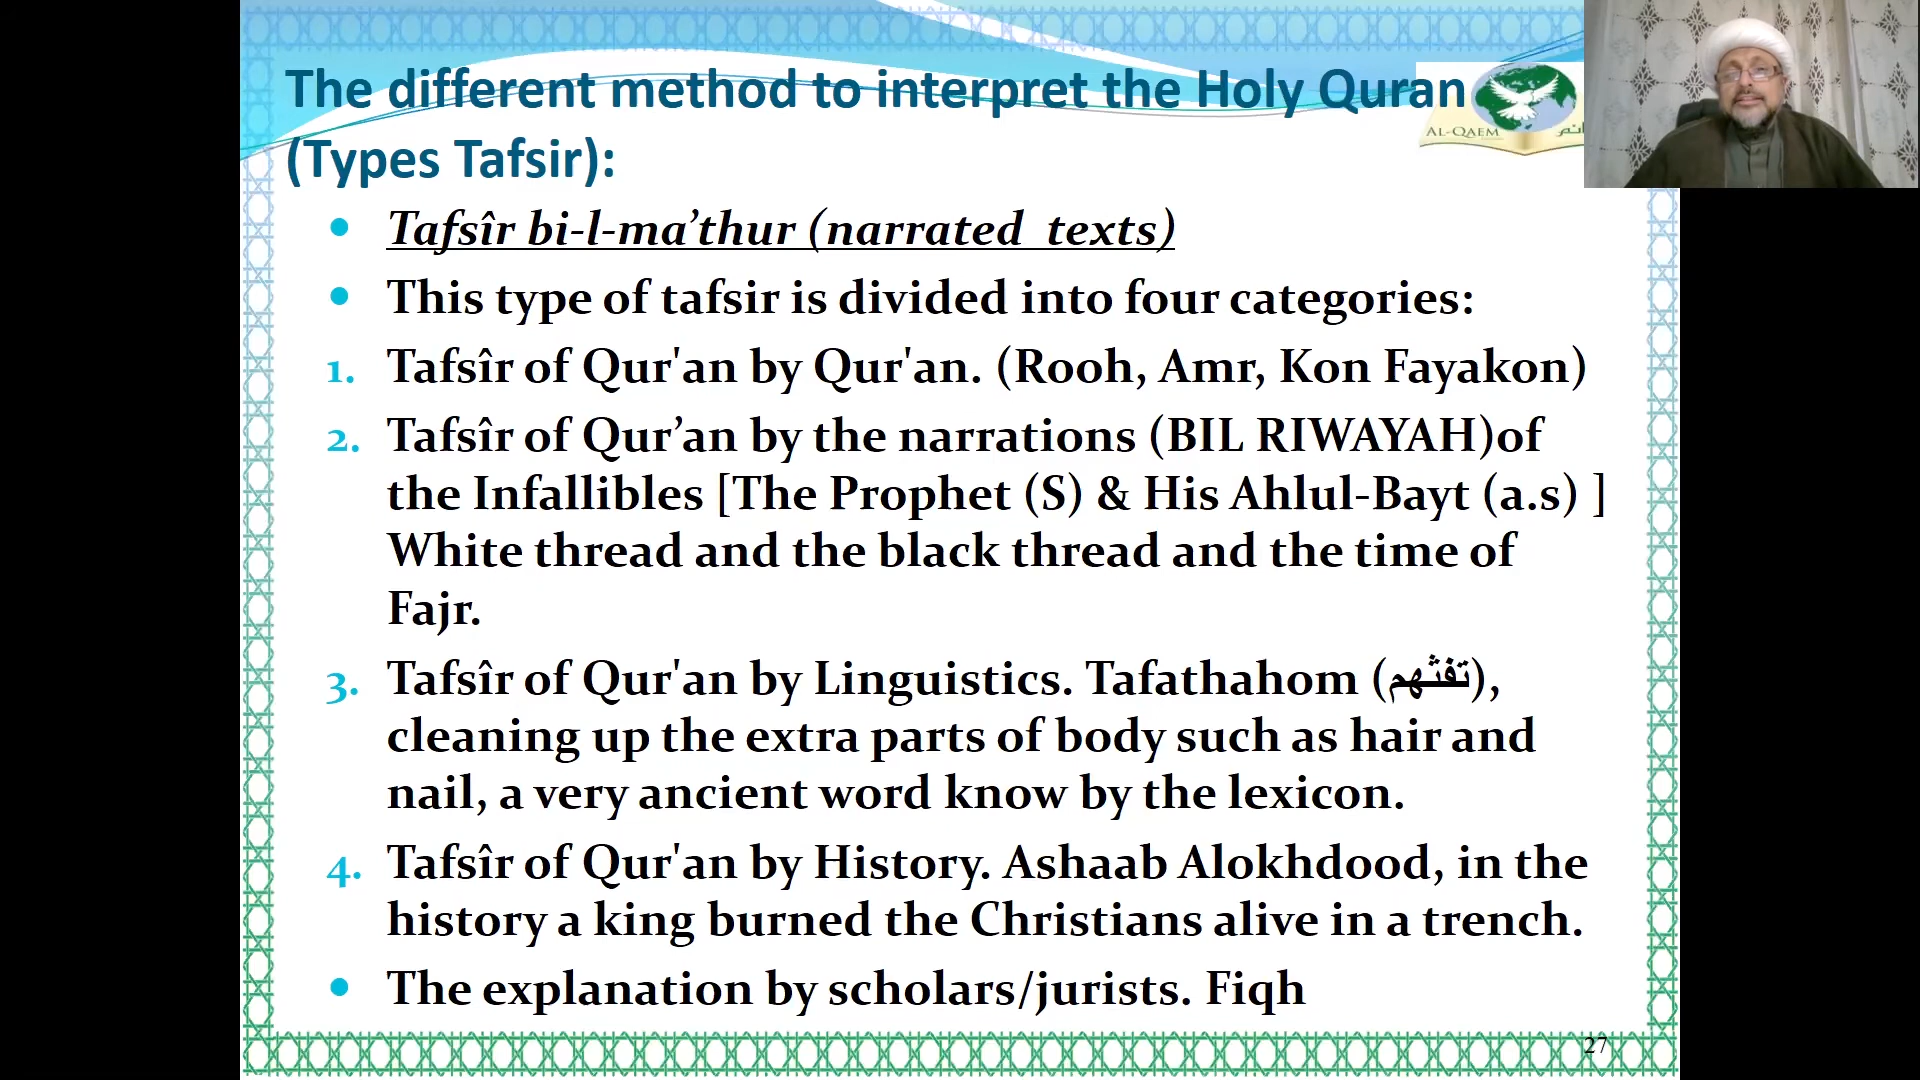 The different method to interpret the Holy Quran
(Types Tafsir):
AL-QAEM
• Tafsîr bi-l-ma’thur (narrated texts)
• This type of tafsir is divided into four categories:
1. Tafsîr of Qur'an by Qur'an. (Rooh, Amr, Kon Fayakon)
2. Tafsîr of Qur’an by the narrations (BIL RIWAYAH)of
the Infallibles [The Prophet (S) & His Ahlul-Bayt (a.s) ]
White thread and the black thread and the time of
Fajr.
3. Tafsîr of Qur'an by Linguistics. Tafathahom (تفثهم),
cleaning up the extra parts of body such as hair and
nail, a very ancient word know by the lexicon.
4. Tafsîr of Qur'an by History. Ashaab Alokhdood, in the
history a king burned the Christians alive in a trench.
• The explanation by scholars/jurists. Fiqh
27